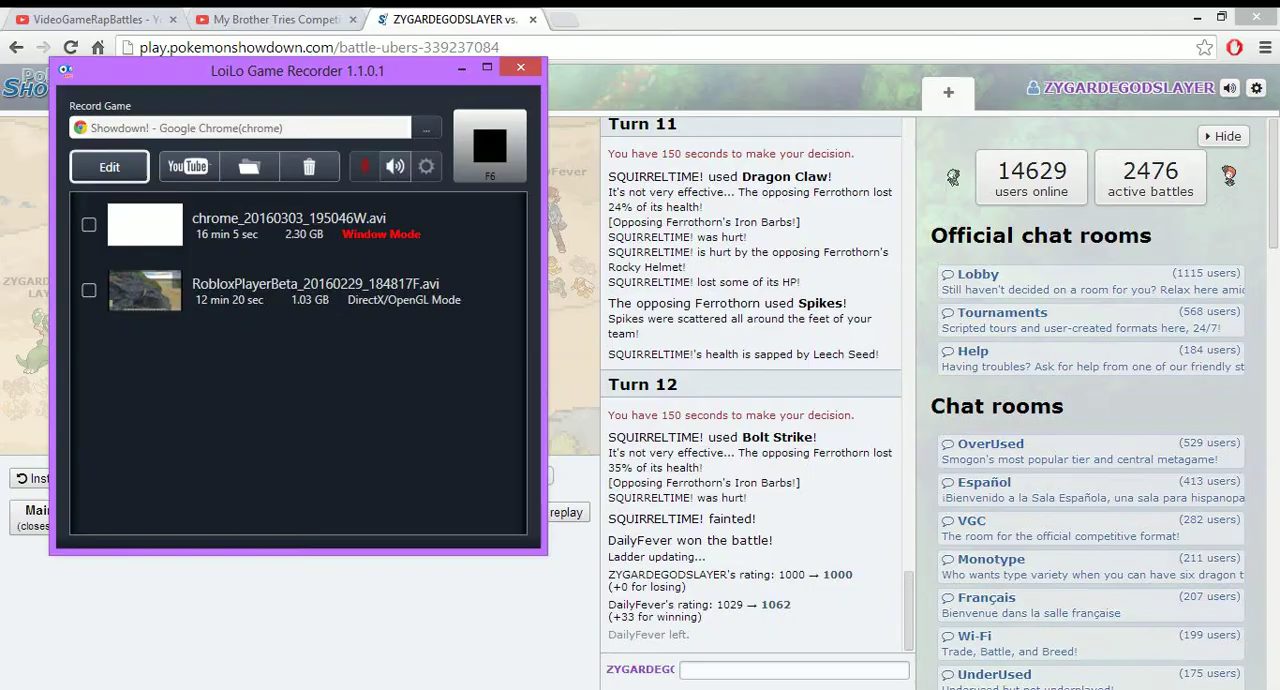 VideoGameRapBattles - Y
My Brother Tries Competi
ZYGARDEGODSLAYER vs.
play.pokemonshowdown.com/battle-ubers-339237084
LoiLo Game Recorder 1.1.0.1
Record Game
Showdown! - Google Chrome(chrome)
...
F6
Edit
YouTube
chrome_20160303_195046W.avi
16 min 5 sec 2.30 GB Window Mode
RobloxPlayerBeta_20160229_184817F.avi
12 min 20 sec 1.03 GB DirectX/OpenGL Mode
Inst
Mai
(closes
replay
Turn 11
You have 150 seconds to make your decision.
SQUIRRELTIME! used Dragon Claw!
It's not very effective... The opposing Ferrothorn lost
24% of its health!
[Opposing Ferrothorn's Iron Barbs!]
SQUIRRELTIME! was hurt!
SQUIRRELTIME! is hurt by the opposing Ferrothorn's
Rocky Helmet!
SQUIRRELTIME! lost some of its HP!
The opposing Ferrothorn used Spikes!
Spikes were scattered all around the feet of your
team!
SQUIRRELTIME!'s health is sapped by Leech Seed!
Turn 12
You have 150 seconds to make your decision.
SQUIRRELTIME! used Bolt Strike!
It's not very effective... The opposing Ferrothorn lost
35% of its health!
[Opposing Ferrothorn's Iron Barbs!]
SQUIRRELTIME! was hurt!
SQUIRRELTIME! fainted!
DailyFever won the battle!
Ladder updating...
ZYGARDEGODSLAYER's rating: 1000 → 1000
(+0 for losing)
DailyFever's rating: 1029 → 1062
(+33 for winning)
DailyFever left.
ZYGARDEGO
+
ZYGARDEGODSLAYER
Hide
14629
users online
2476
active battles
Official chat rooms
Lobby (1115 users)
Still haven't decided on a room for you? Relax here amid
Tournaments (568 users)
Scripted tours and user-created formats here, 24/7!
Help (184 users)
Having troubles? Ask for help from one of our friendly st
Chat rooms
OverUsed (529 users)
Smogon's most popular tier and central metagame!
Español (413 users)
¡Bienvenido a la Sala Española, una sala para hispanopa
VGC (282 users)
The room for the official competitive format!
Monotype (211 users)
Who wants type variety when you can have six dragon t
Français (207 users)
Bienvenue dans la salle française
Wi-Fi (199 users)
Trade, Battle, and Breed!
UnderUsed (175 users)
Underused but not underplayed!